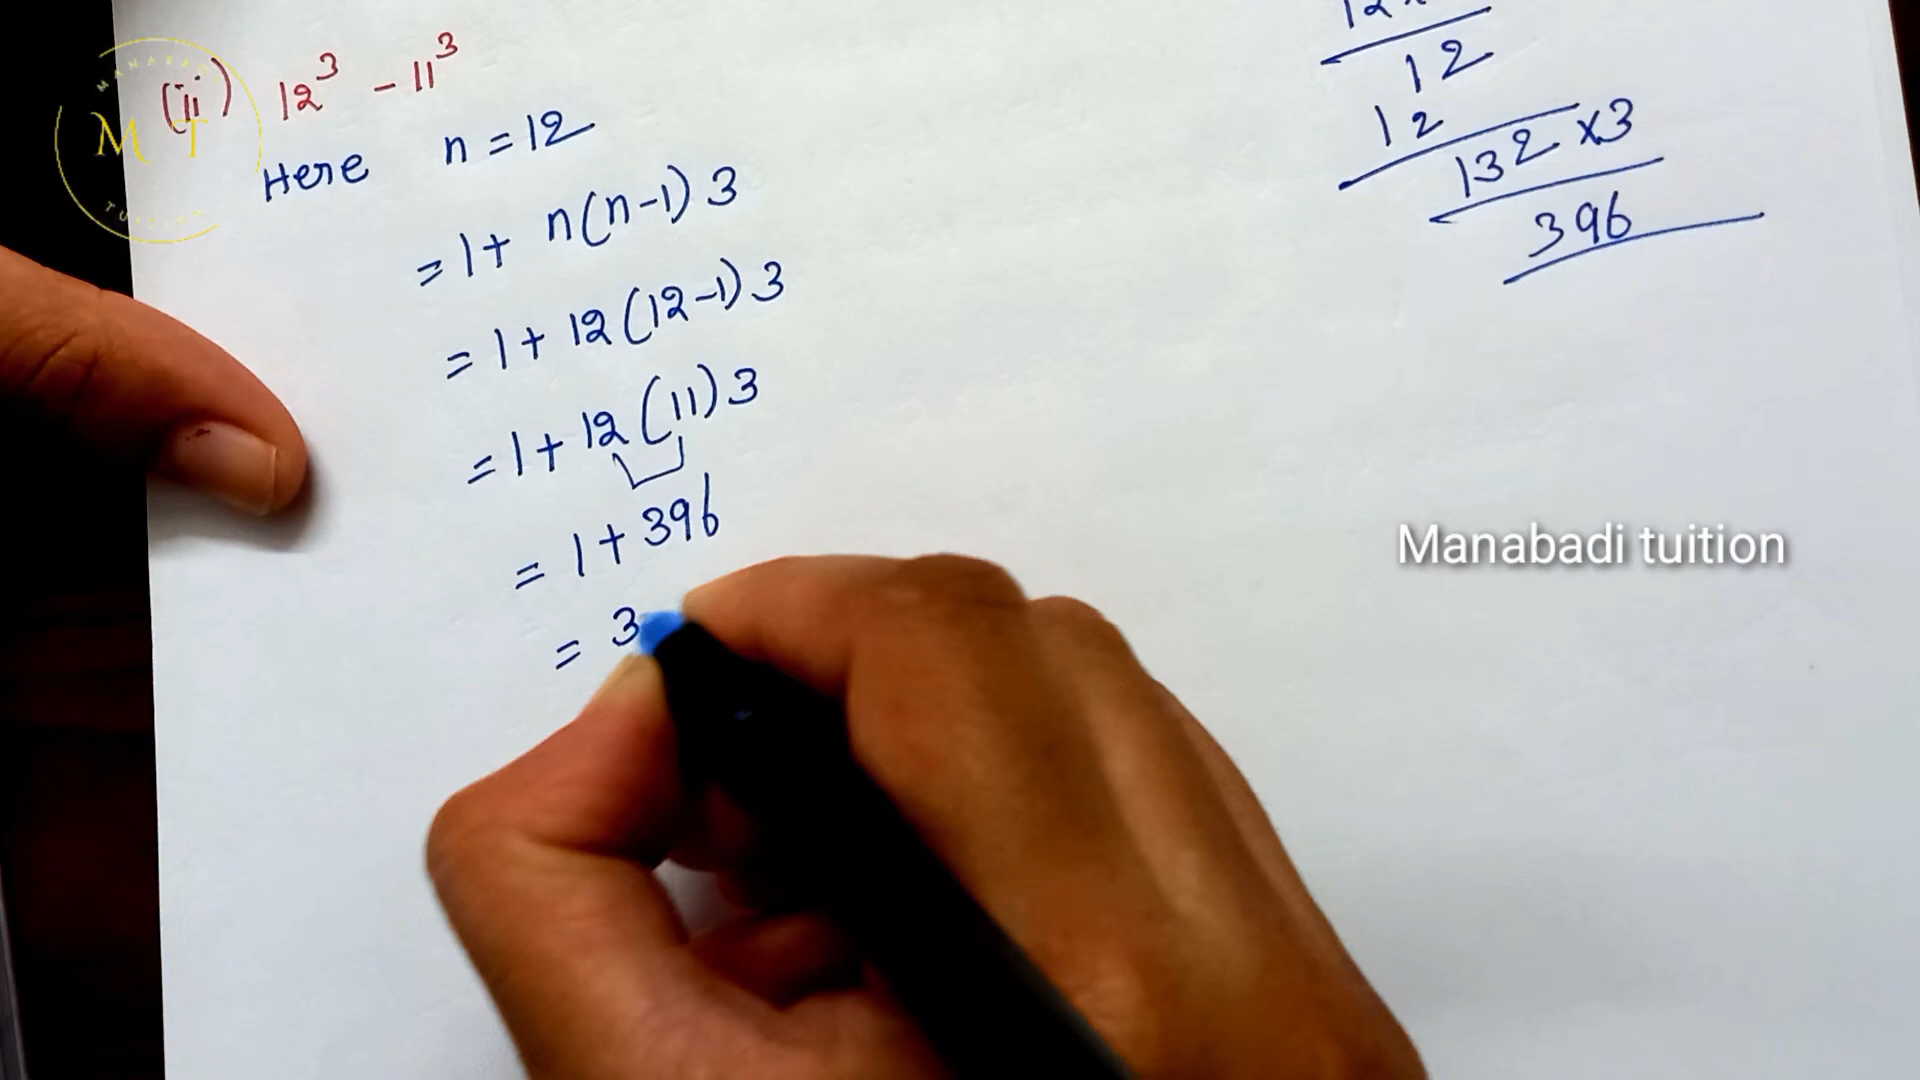 (ii) 12³ - 11³
Here n = 12
= 1 + n(n-1) 3
= 1 + 12 (12-1) 3
= 1 + 12 (11) 3
= 1 + 396
= 3
12
12
132 x3
396
MT
Manabadi tuition